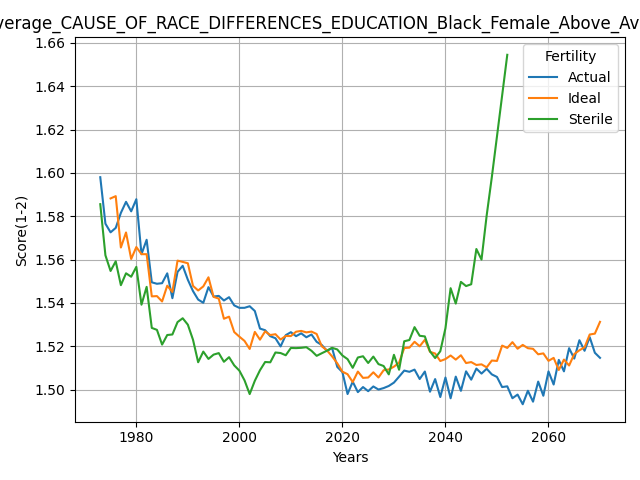 verage_CAUSE_OF_RACE_DIFFERENCES_EDUCATION_Black_Female_Above_Av
1.66
1.64
1.62
1.60
1.58
1.56
1.54
1.52
1.50
Score(1-2)
Fertility
Actual
Ideal
Sterile
1980
2000
2020
2040
2060
Years